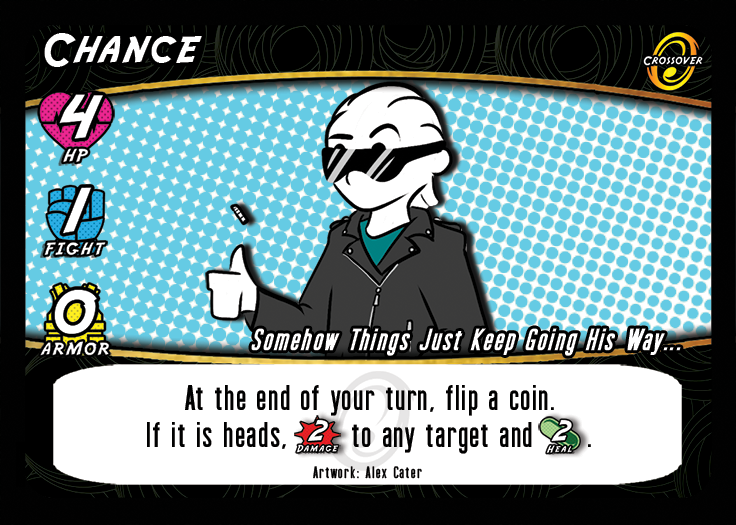 Chance
Crossover
4
HP
1
Fight
0
Armor
Somehow Things Just Keep Going His Way...
At the end of your turn, flip a coin.
If it is heads, 2 Damage to any target and 2 Heal.
Artwork: Alex Cater